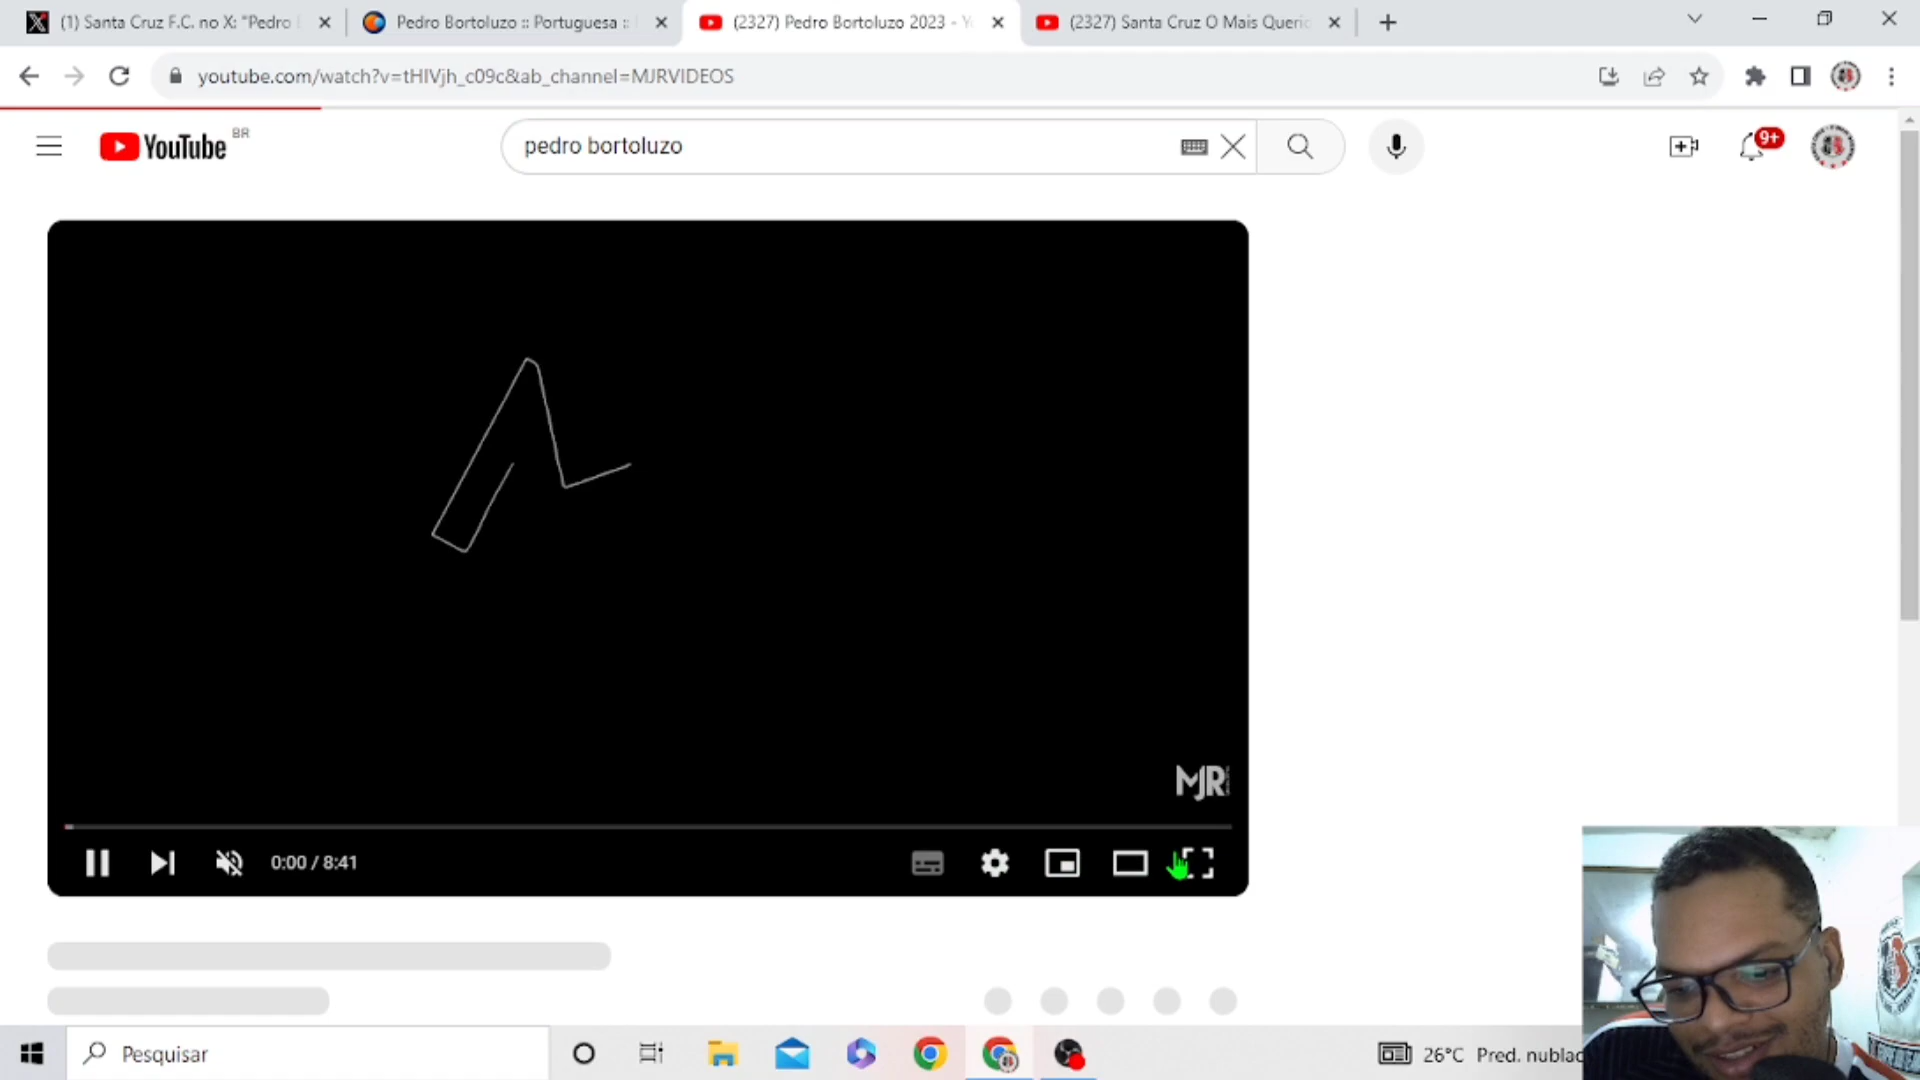 (1) Santa Cruz F.C. no X: "Pedro
Pedro Bortoluzo :: Portuguesa ::
(2327) Pedro Bortoluzo 2023 - Y
(2327) Santa Cruz O Mais Queric
youtube.com/watch?v=tHIVjh_c09c&ab_channel=MJRVIDEOS
YouTube BR
pedro bortoluzo
9+
MJR
0:00 / 8:41
Pesquisar
26°C Pred. nublad